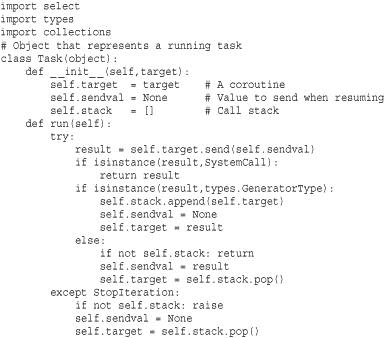 import select
import types
import collections
# Object that represents a running task
class Task(object):
    def __init__(self,target):
        self.target  = target   # A coroutine
        self.sendval = None     # Value to send when resuming
        self.stack   = []       # Call stack
    def run(self):
        try:
            result = self.target.send(self.sendval)
            if isinstance(result,SystemCall):
                return result
            if isinstance(result,types.GeneratorType):
                self.stack.append(self.target)
                self.sendval = None
                self.target = result
            else:
                if not self.stack: return
                self.sendval = result
                self.target = self.stack.pop()
        except StopIteration:
            if not self.stack: raise
            self.sendval = None
            self.target = self.stack.pop()